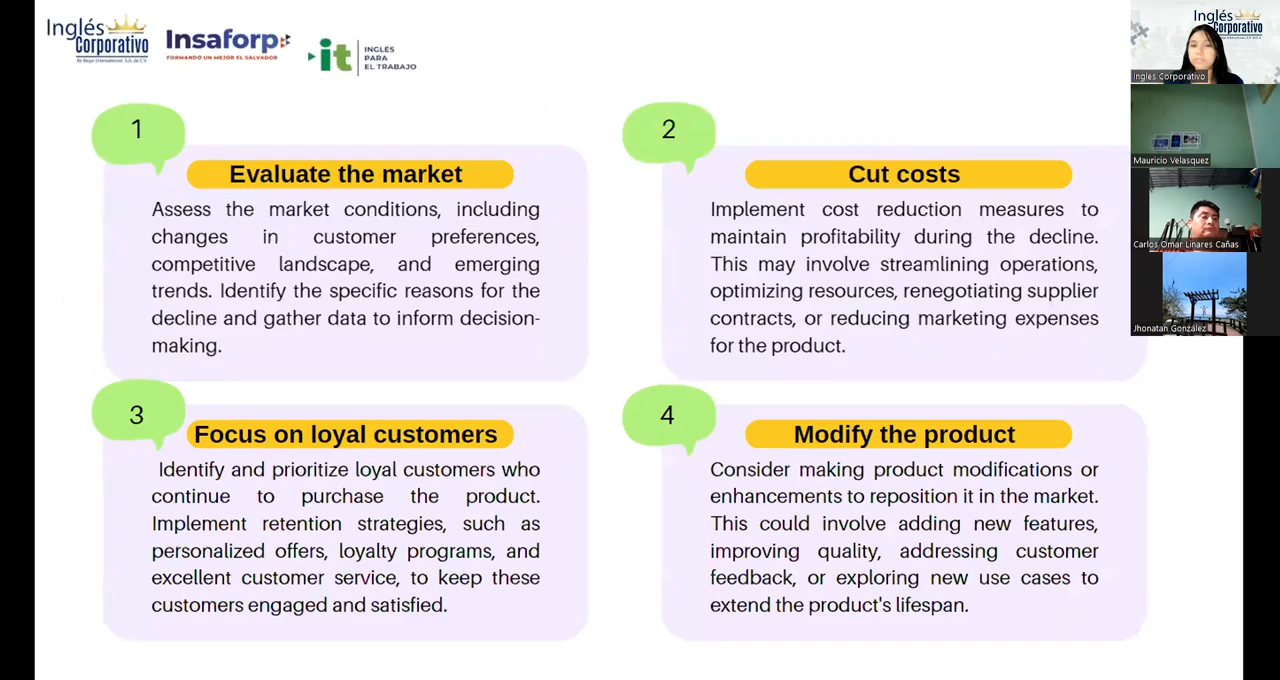 Inglés
Corporativo
Insaforp
FORMANDO UN MEJOR EL SALVADOR
it
INGLÉS
PARA
EL TRABAJO
1
Evaluate the market
Assess the market conditions, including
changes in customer preferences,
competitive landscape, and emerging
trends. Identify the specific reasons for the
decline and gather data to inform decision-
making.
2
Cut costs
Implement cost reduction measures to
maintain profitability during the decline.
This may involve streamlining operations,
optimizing resources, renegotiating supplier
contracts, or reducing marketing expenses
for the product.
3
Focus on loyal customers
Identify and prioritize loyal customers who
continue to purchase the product.
Implement retention strategies, such as
personalized offers, loyalty programs, and
excellent customer service, to keep these
customers engaged and satisfied.
4
Modify the product
Consider making product modifications or
enhancements to reposition it in the market.
This could involve adding new features,
improving quality, addressing customer
feedback, or exploring new use cases to
extend the product's lifespan.
Inglés
Corporativo
Ingles Corporativo
Mauricio Velasquez
Carlos Omar Linares Cañas
Jhonatan González